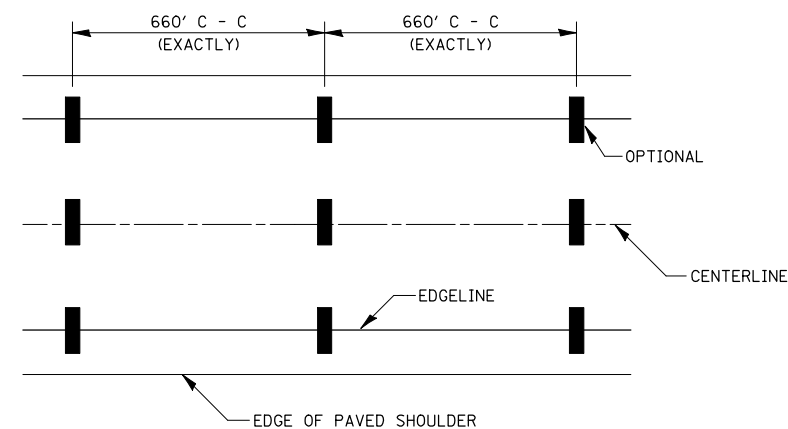 660' C - C
(EXACTLY)
660' C - C
(EXACTLY)
OPTIONAL
CENTERLINE
EDGELINE
EDGE OF PAVED SHOULDER